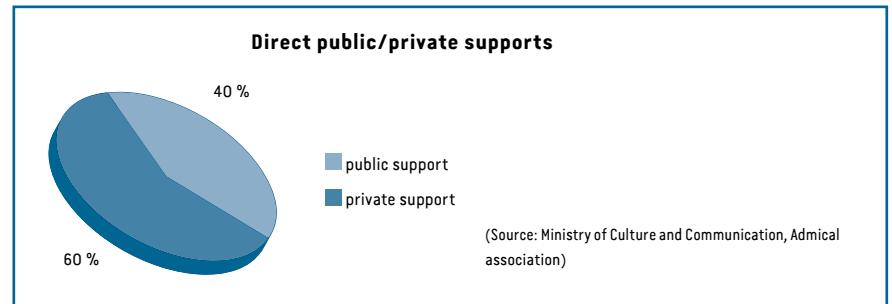 Direct public/private supports
40 %
public support
private support
(Source: Ministry of Culture and Communication, Admical
association)
60 %